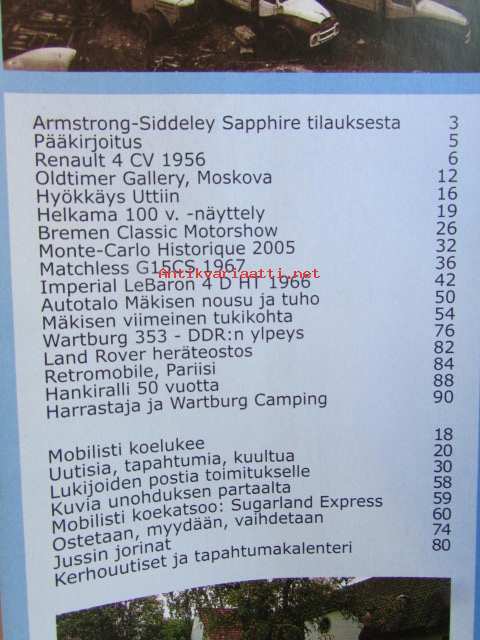 Armstrong-Siddeley Sapphire tilauksesta 3
Pääkirjoitus 5
Renault 4 CV 1956 6
Oldtimer Gallery, Moskova 12
Hyökkäys Uttiin 16
Helkama 100 v. -näyttely 19
Bremen Classic Motorshow 26
Monte-Carlo Historique 2005 32
Matchless G15CS 1967 36
Antikvariaatti.net
Imperial LeBaron 4 D HT 1966 42
Autotalo Mäkisen nousu ja tuho 50
Mäkisen viimeinen tukikohta 54
Wartburg 353 - DDR:n ylpeys 76
Land Rover heräteostos 82
Retromobile, Pariisi 84
Hankiralli 50 vuotta 88
Harrastaja ja Wartburg Camping 90
Mobilisti koelukee 18
Uutisia, tapahtumia, kuultua 20
Lukijoiden postia toimitukselle 30
Kuvia unohduksen partaalta 58
Mobilisti koekatsoo: Sugarland Express 59
Ostetaan, myydään, vaihdetaan 60
Jussin jorinat 74
Kerhouutiset ja tapahtumakalenteri 80